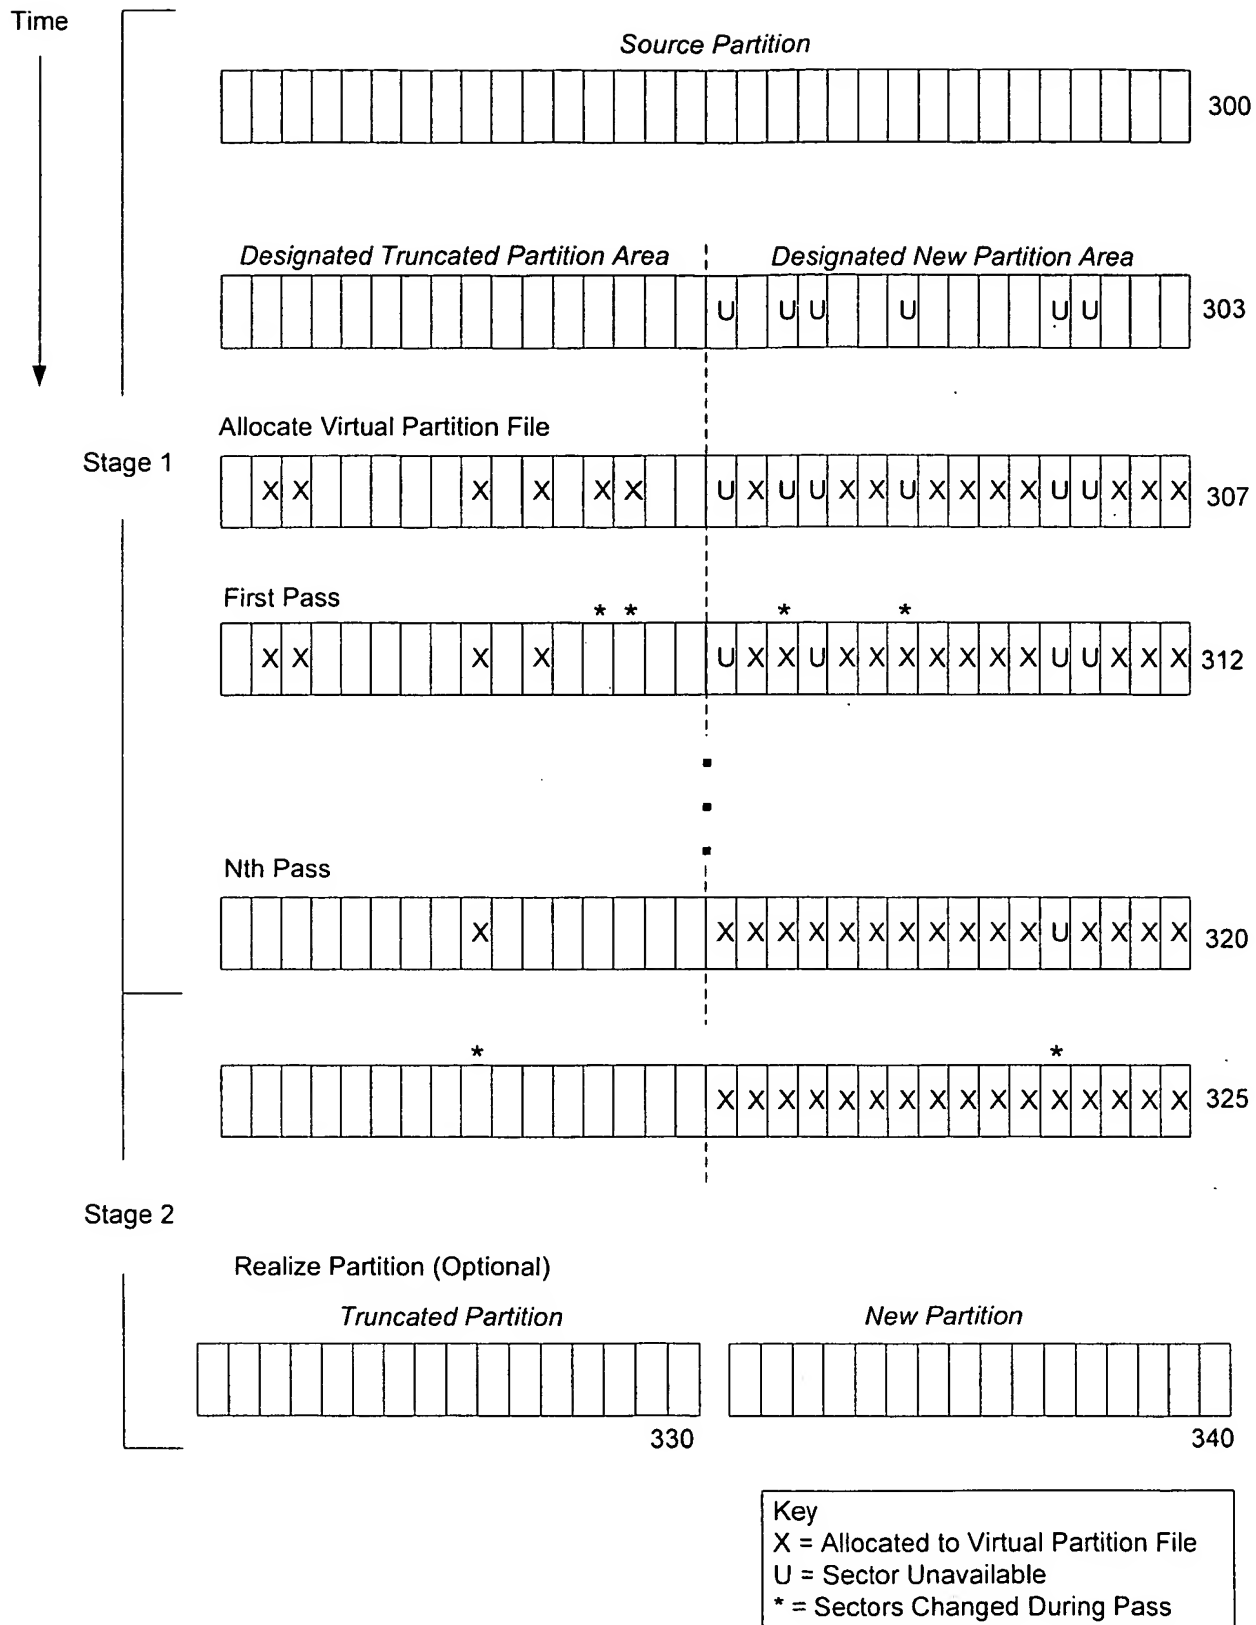 Time
Source Partition
300
Designated Truncated Partition Area Designated New Partition Area
U U U U U U 303
Allocate Virtual Partition File
Stage 1
X X X X X X U X U U X X U X X X X U U X X X 307
First Pass
* * * *
X X X X U X X U X X X X X X X U U X X X 312
Nth Pass
X X X X X X X X X X X X U X X X X 320
* *
X X X X X X X X X X X X X X X X 325
Stage 2
Realize Partition (Optional)
Truncated Partition New Partition
330 340
Key
X = Allocated to Virtual Partition File
U = Sector Unavailable
* = Sectors Changed During Pass